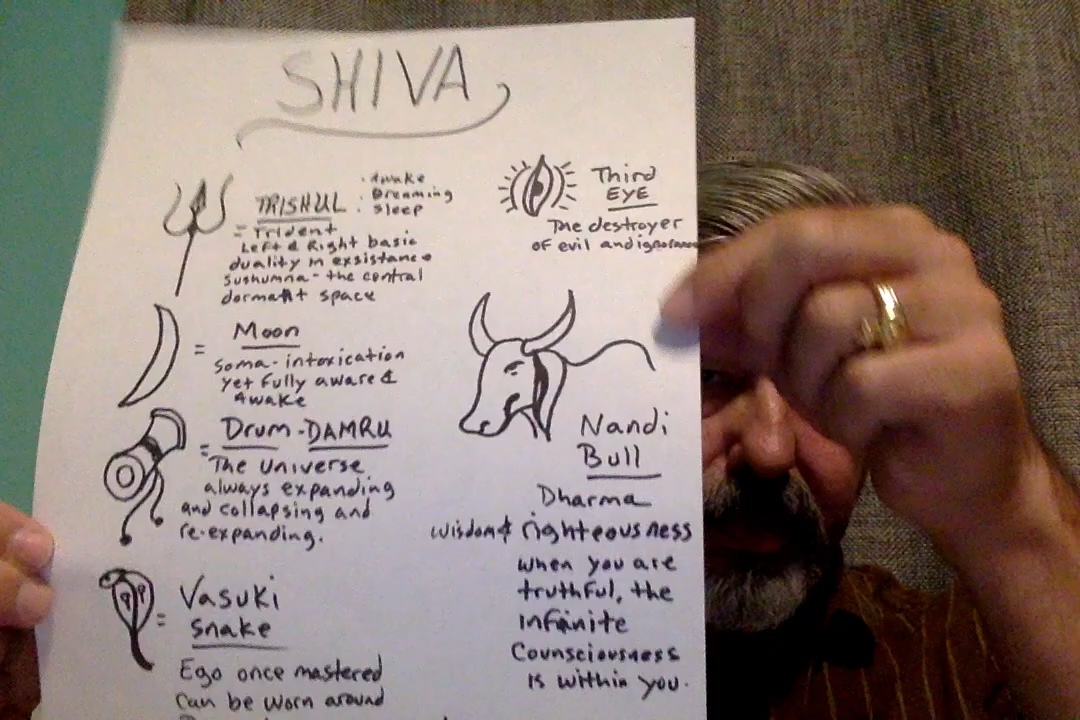 SHIVA
TRISHUL
. Awake
. Dreaming
. Sleep
= Trident
Left & Right basic
duality in exsistance
sushumna - the central
dormant space
= Moon
soma - intoxication
yet fully aware &
Awake
= Drum - DAMRU
The Universe
always expanding
and collapsing and
re-expanding.
= Vasuki
snake
Ego once mastered
can be worn around
Third
EYE
The destroyer
of evil and
Nandi
Bull
Dharma
wisdom & righteousness
when you are
truthful, the
infinite
Counsciousness
is within you.